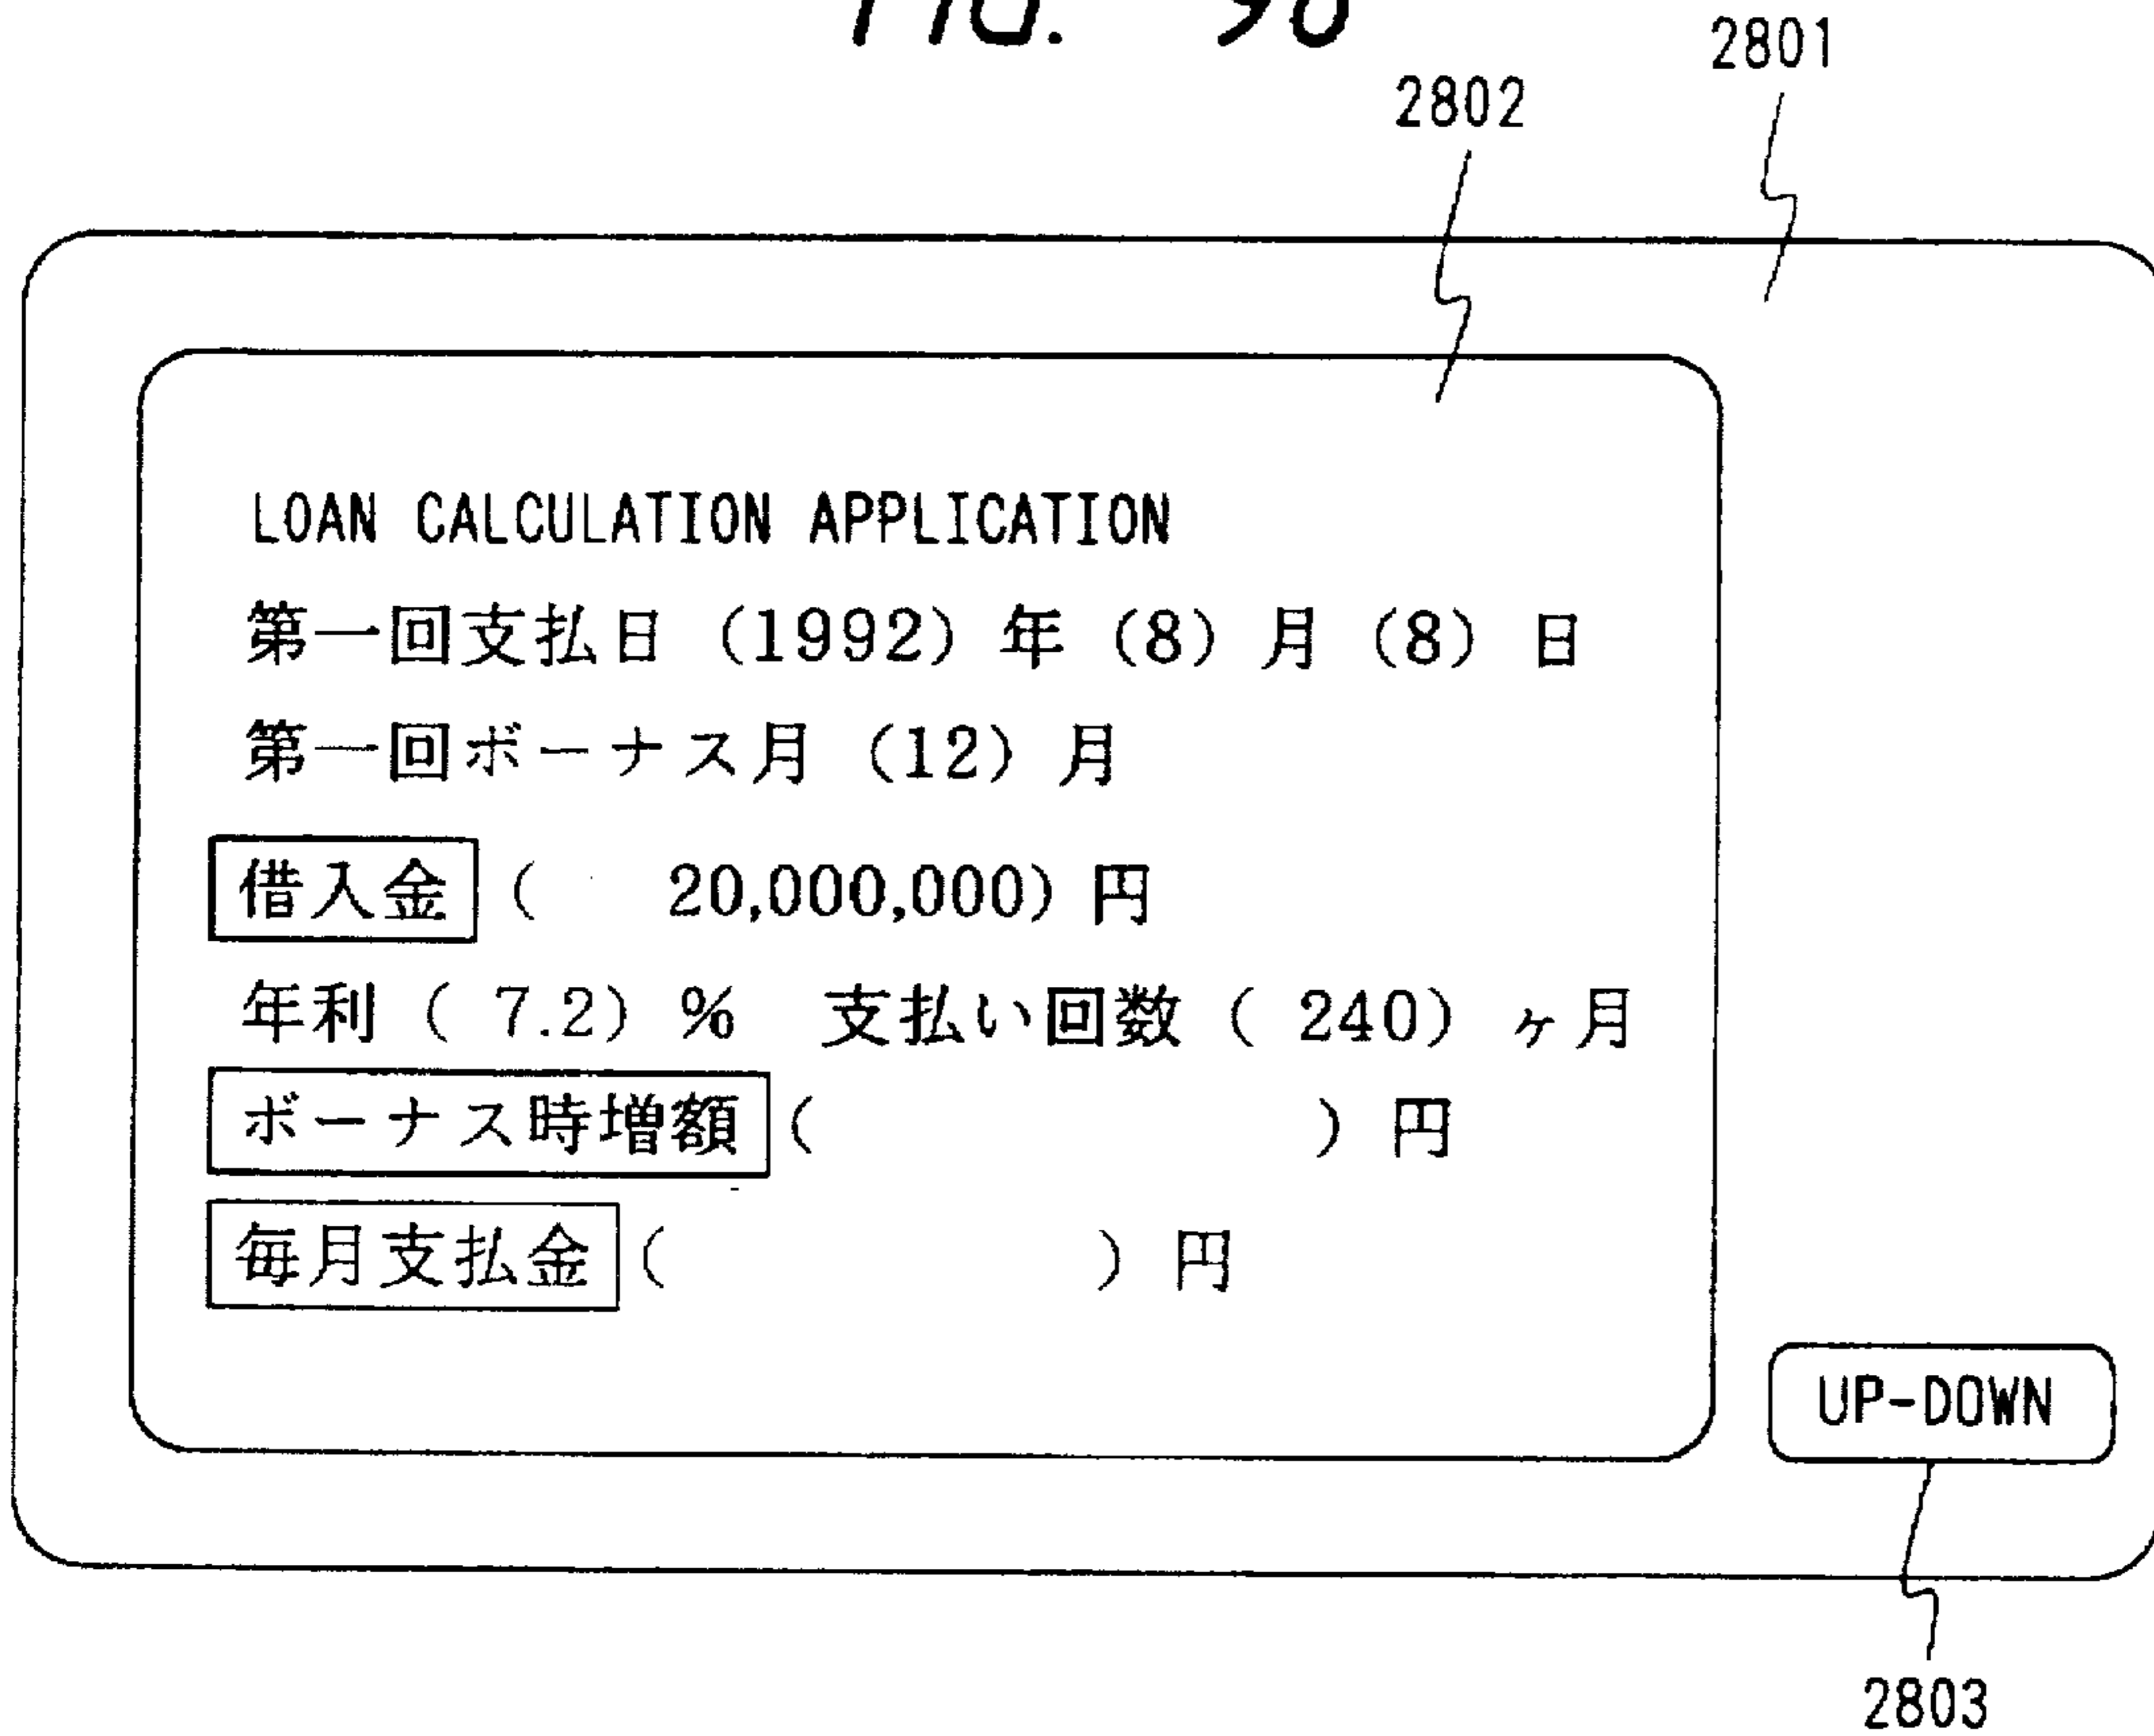 2801
2802
LOAN CALCULATION APPLICATION
第一回支払日 (1992) 年 (8) 月 (8) 日
第一回ボーナス月 (12) 月
借入金 ( 20,000,000) 円
年利 ( 7.2) % 支払い回数 ( 240) ヶ月
ボーナス時増額 ( ) 円
毎月支払金 ( ) 円
UP-DOWN
2803